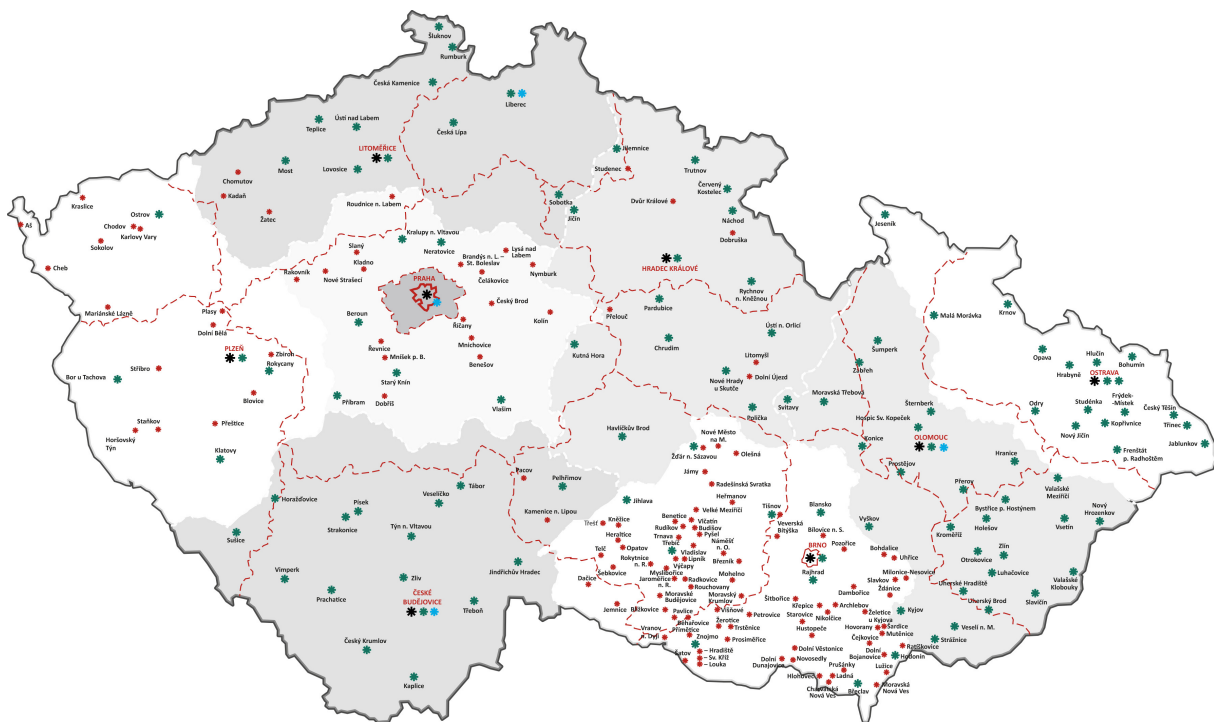 Šluknov
Rumburk
Česká Kamenice
Liberec
Ústí nad Labem
Teplice
Česká Lípa
LITOMĚŘICE
Most
Lovosice
Jilemnice
Studenec
Trutnov
Chomutov
Kadaň
Žatec
Roudnice n. Labem
Sobotka
Jičín
Dvůr Králové
Červený
Kostelec
Náchod
Dobruška
Kraslice
Ostrov
Aš
Chodov
Karlovy Vary
Sokolov
Cheb
Mariánské Lázně
Jeseník
Slaný
Kladno
Kralupy n. Vltavou
Neratovice
Brandýs n. L. –
St. Boleslav
Lysá nad
Labem
Nymburk
Čelákovice
Rakovník
Nové Strašecí
PRAHA
Český Brod
Kolín
HRADEC KRÁLOVÉ
Rychnov
n. Kněžnou
Plasy
Dolní Bělá
PLZEŇ
Zbiroh
Rokycany
Beroun
Říčany
Mnichovice
Benešov
Řevnice
Mníšek p. B.
Starý Knín
Dobříš
Příbram
Vlašim
Kutná Hora
Přelouč
Pardubice
Chrudim
Ústí n. Orlicí
Litomyšl
Dolní Újezd
Nové Hrady
u Skutče
Polička
Svitavy
Moravská Třebová
Malá Morávka
Krnov
Šumperk
Zábřeh
Opava
Hlučín
Hrabyně
Bohumín
OSTRAVA
Studénka
Frýdek-
Místek
Český Těšín
Třinec
Nový Jičín
Kopřivnice
Jablunkov
Frenštát
p. Radhoštěm
Odry
Stříbro
Bor u Tachova
Blovice
Staňkov
Horšovský
Týn
Přeštice
Klatovy
Sušice
Horažďovice
Písek
Strakonice
Veselíčko
Tábor
Týn n. Vltavou
Vimperk
Prachatice
Zliv
ČESKÉ
BUDĚJOVICE
Třeboň
Jindřichův Hradec
Český Krumlov
Kaplice
Havlíčkův Brod
Pacov
Pelhřimov
Kamenice n. Lipou
Jihlava
Nové Město
na M.
Žďár n. Sázavou
Olešná
Jámy
Radešínská Svratka
Heřmanov
Velké Meziříčí
Třešť
Kněžice
Heraltice
Opatov
Telč
Šebkovice
Rokytnice
n. R.
Dačice
Jemnice
Benetice
Rudíkov
Trnava
Třebíč
Vlčatín
Budišov
Pyšel
Náměšť
n. O.
Vladislav
Lipník
Výčapy
Březník
Myslibořice
Jaroměřice
n. R.
Radkovice
Rouchovany
Mohelno
Moravské
Budějovice
Moravský
Krumlov
Blížkovice
Pavlice
Běhařovice
Přímětice
Vranov
n. Dyjí
Znojmo
Šatov
– Hradiště
– Sv. Kříž
– Louka
Višňové
Žerotice
Trstěnice
Prosiměřice
Petrovice
Tišnov
Veverská
Bítýška
Blansko
Bílovice n. S.
BRNO
Rajhrad
Pozořice
Vyškov
Bohdalice
Uhřice
Milonice-Nesovice
Slavkov
Ždánice
Dambořice
Šitbořice
Křepice
Starovice
Archlebov
Nikolčice
Hustopeče
Želetice
u Kyjova
Kyjov
Hovorany
Šardice
Mutěnice
Čejkovice
Dolní
Bojanovice
Ratíškovice
Hodonín
Lužice
Dolní Věstonice
Novosedly
Dolní
Dunajovice
Prušánky
Hlohovec
Ladná
Charvátská
Nová Ves
Břeclav
Moravská
Nová Ves
Konice
Prostějov
Šternberk
Hospic Sv. Kopeček
OLOMOUC
Hranice
Přerov
Valašské
Meziříčí
Bystřice p. Hostýnem
Holešov
Kroměříž
Vsetín
Nový
Hrozenkov
Zlín
Otrokovice
Luhačovice
Valašské
Klobouky
Uherské Hradiště
Slavičín
Uherský Brod
Veselí n. M.
Strážnice